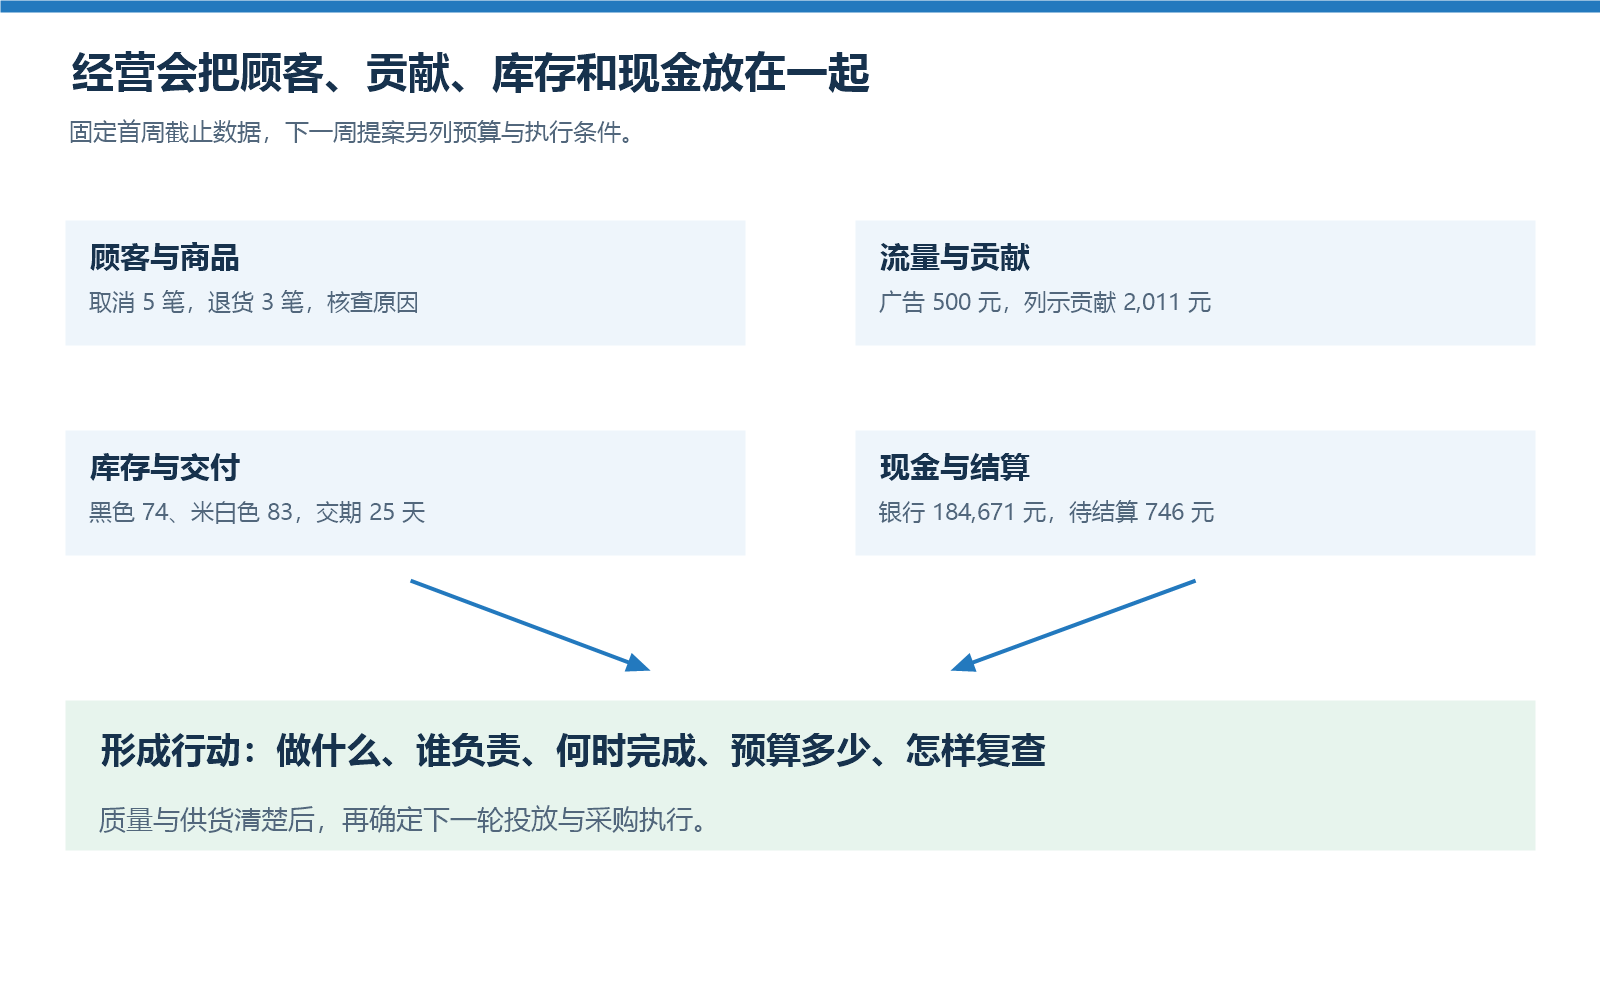 经营会把顾客、贡献、库存和现金放在一起
固定首周截止数据，下一周提案另列预算与执行条件。
顾客与商品
取消 5 笔，退货 3 笔，核查原因
流量与贡献
广告 500 元，列示贡献 2,011 元
库存与交付
黑色 74、米白色 83，交期 25 天
现金与结算
银行 184,671 元，待结算 746 元
形成行动：做什么、谁负责、何时完成、预算多少、怎样复查
质量与供货清楚后，再确定下一轮投放与采购执行。